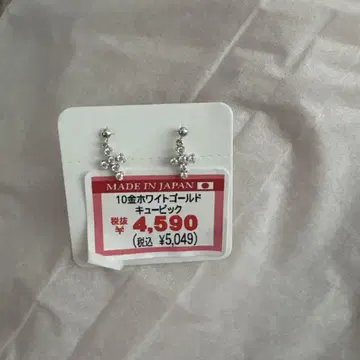 MADE IN JAPAN
10金ホワイトゴールド
キュービック
税抜 ¥4,590
(税込 ¥5,049)